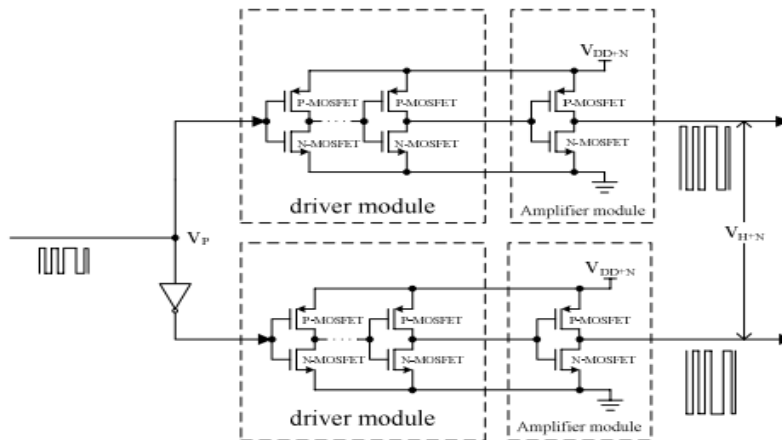 V_DD+N
P-MOSFET P-MOSFET P-MOSFET
N-MOSFET N-MOSFET N-MOSFET
driver module
Amplifier module
V_P
V_H+N
V_DD+N
P-MOSFET P-MOSFET P-MOSFET
N-MOSFET N-MOSFET N-MOSFET
driver module
Amplifier module